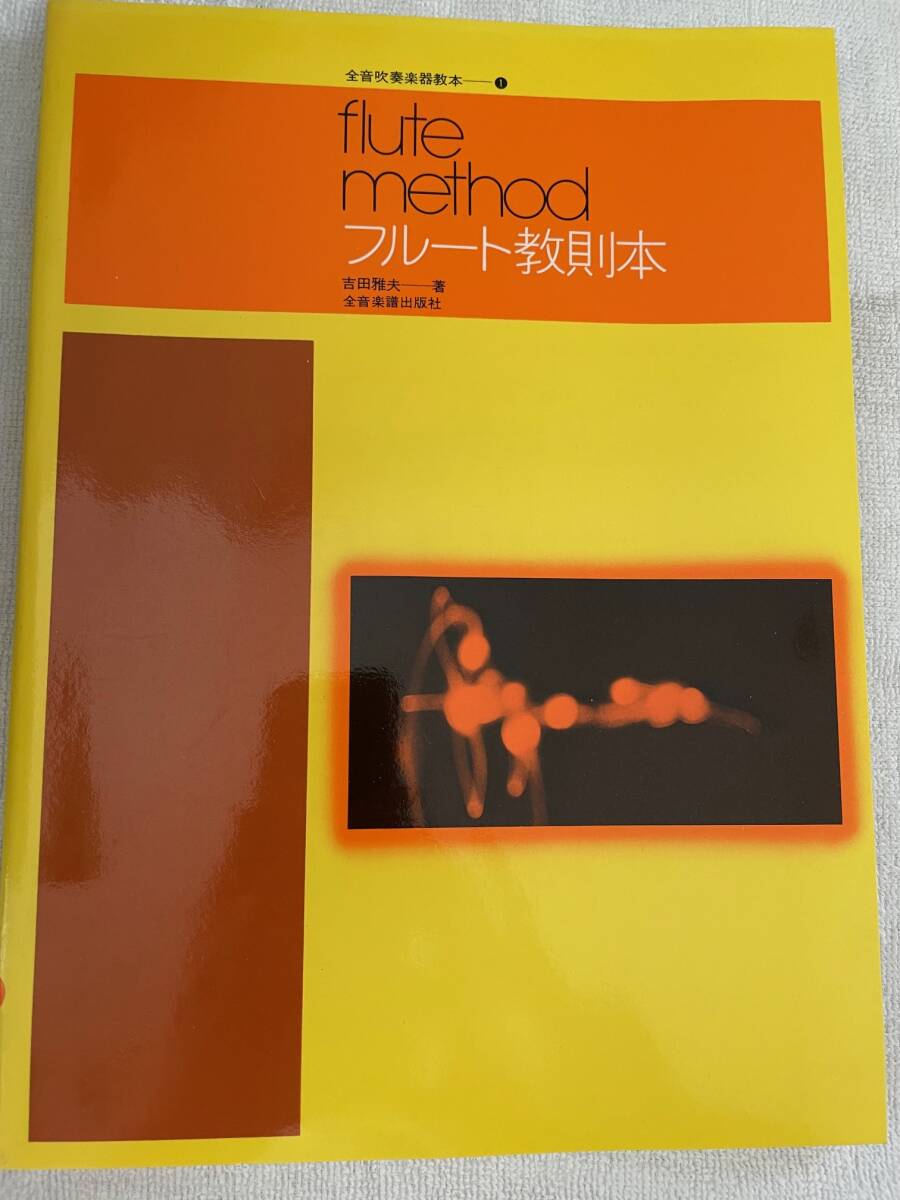 全音吹奏楽器教本──❶
flute
method
フルート教則本
吉田雅夫──著
全音楽譜出版社